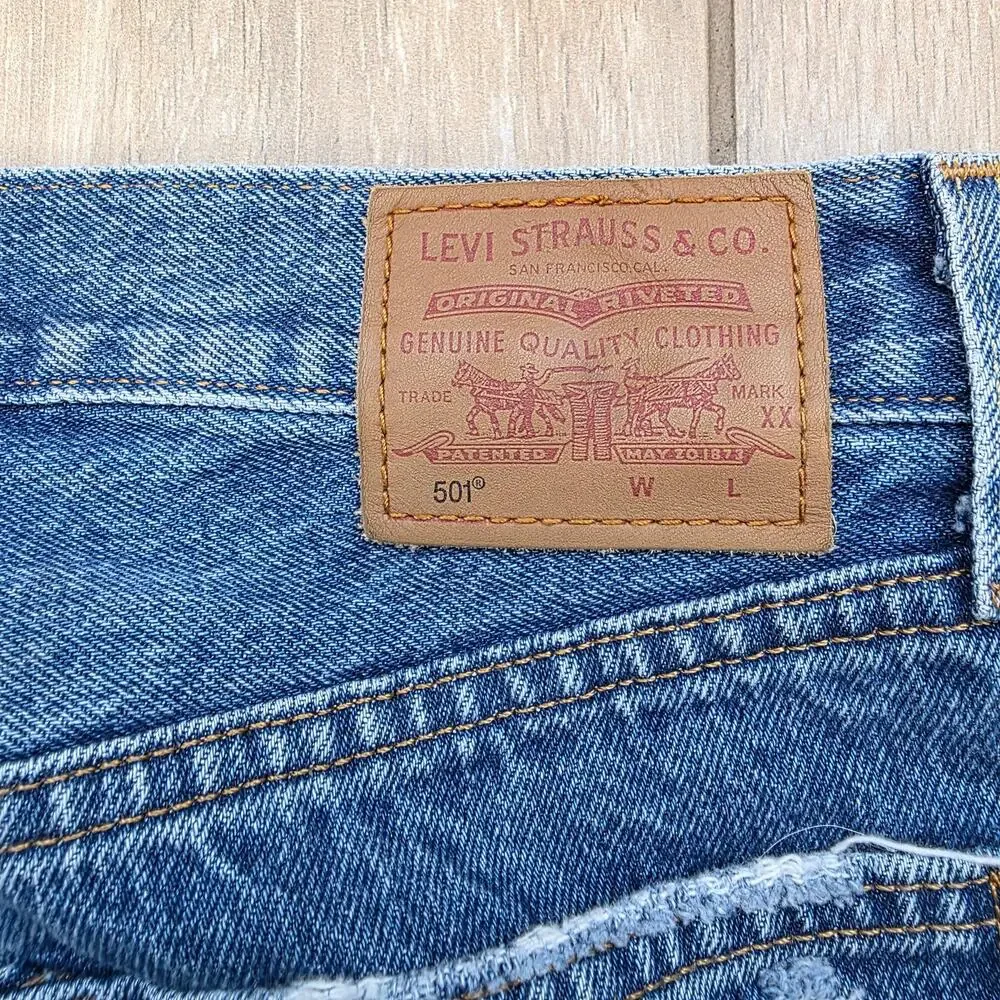 LEVI STRAUSS & CO.
SAN FRANCISCO, CAL.
ORIGINAL RIVETED
GENUINE QUALITY CLOTHING
TRADE MARK
XX
PATENTED MAY 20 1873
501® W L